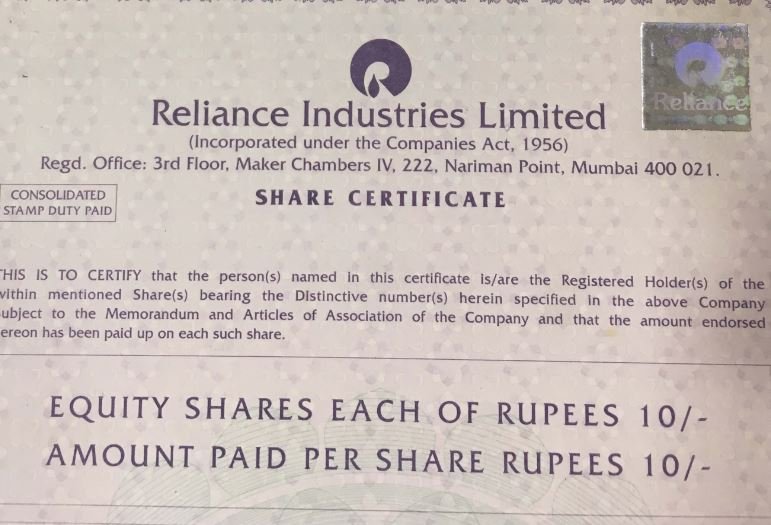 Reliance
Reliance Industries Limited
(Incorporated under the Companies Act, 1956)
Regd. Office: 3rd Floor, Maker Chambers IV, 222, Nariman Point, Mumbai 400 021.
CONSOLIDATED
STAMP DUTY PAID
SHARE CERTIFICATE
THIS IS TO CERTIFY that the person(s) named in this certificate is/are the Registered Holder(s) of the
within mentioned Share(s) bearing the Distinctive number(s) herein specified in the above Company
ubject to the Memorandum and Articles of Association of the Company and that the amount endorsed
ereon has been paid up on each such share.
EQUITY SHARES EACH OF RUPEES 10/-
AMOUNT PAID PER SHARE RUPEES 10/-